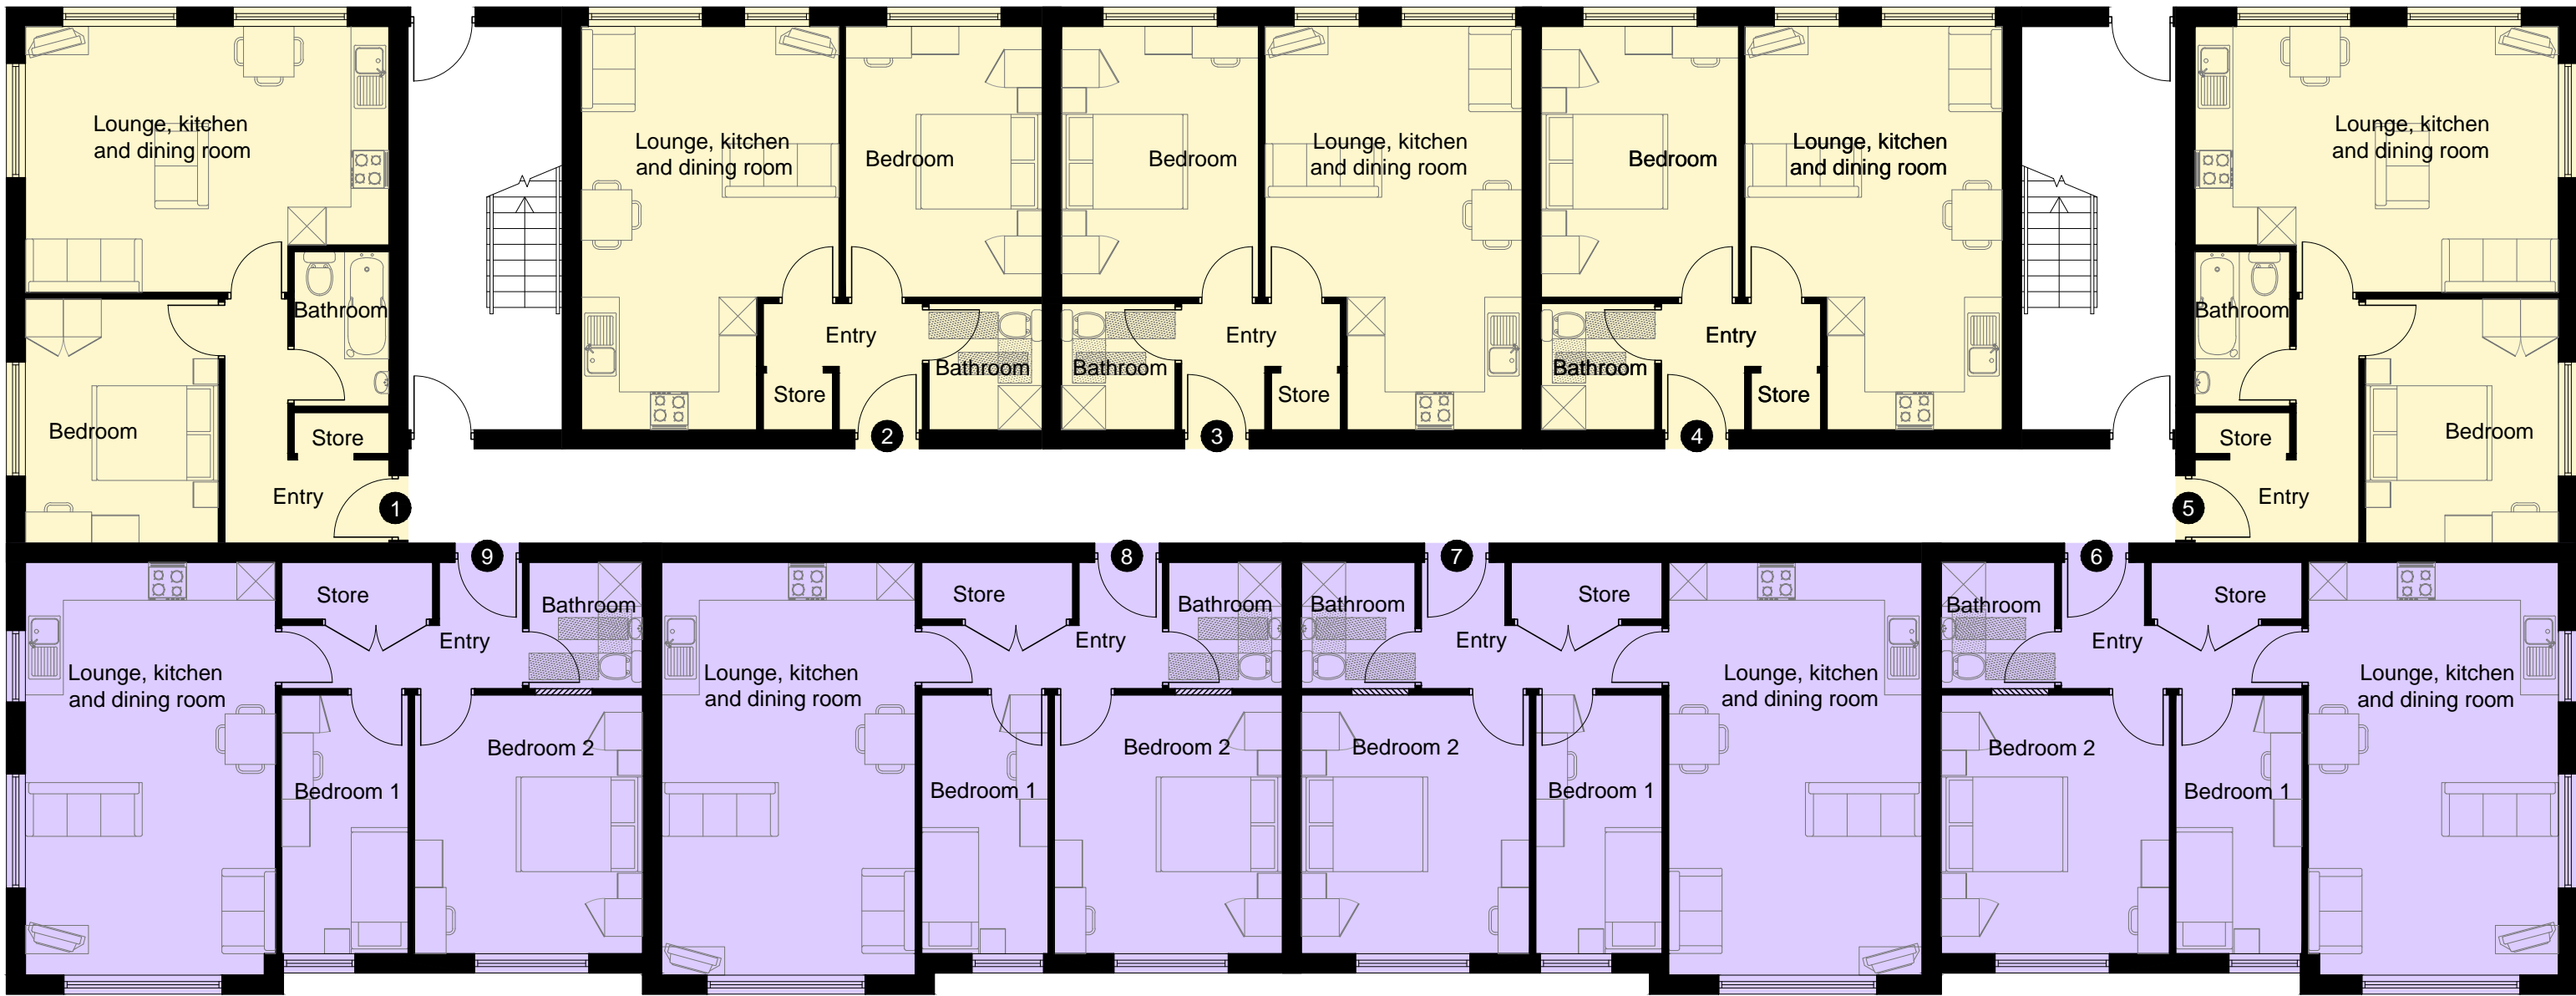 Lounge, kitchen
and dining room
Bathroom
Bedroom
Store
Entry
1
Lounge, kitchen
and dining room
Bedroom
Entry
Bathroom
Store
2
Bedroom
Lounge, kitchen
and dining room
Entry
Bathroom
Store
3
Bedroom
Lounge, kitchen
and dining room
Entry
Bathroom
Store
4
Lounge, kitchen
and dining room
Bathroom
Store
Bedroom
Entry
5
9
Store
Bathroom
Entry
Lounge, kitchen
and dining room
Bedroom 2
Bedroom 1
8
Store
Bathroom
Entry
Lounge, kitchen
and dining room
Bedroom 2
Bedroom 1
7
Bathroom
Store
Entry
Lounge, kitchen
and dining room
Bedroom 2
Bedroom 1
6
Bathroom
Store
Entry
Lounge, kitchen
and dining room
Bedroom 2
Bedroom 1